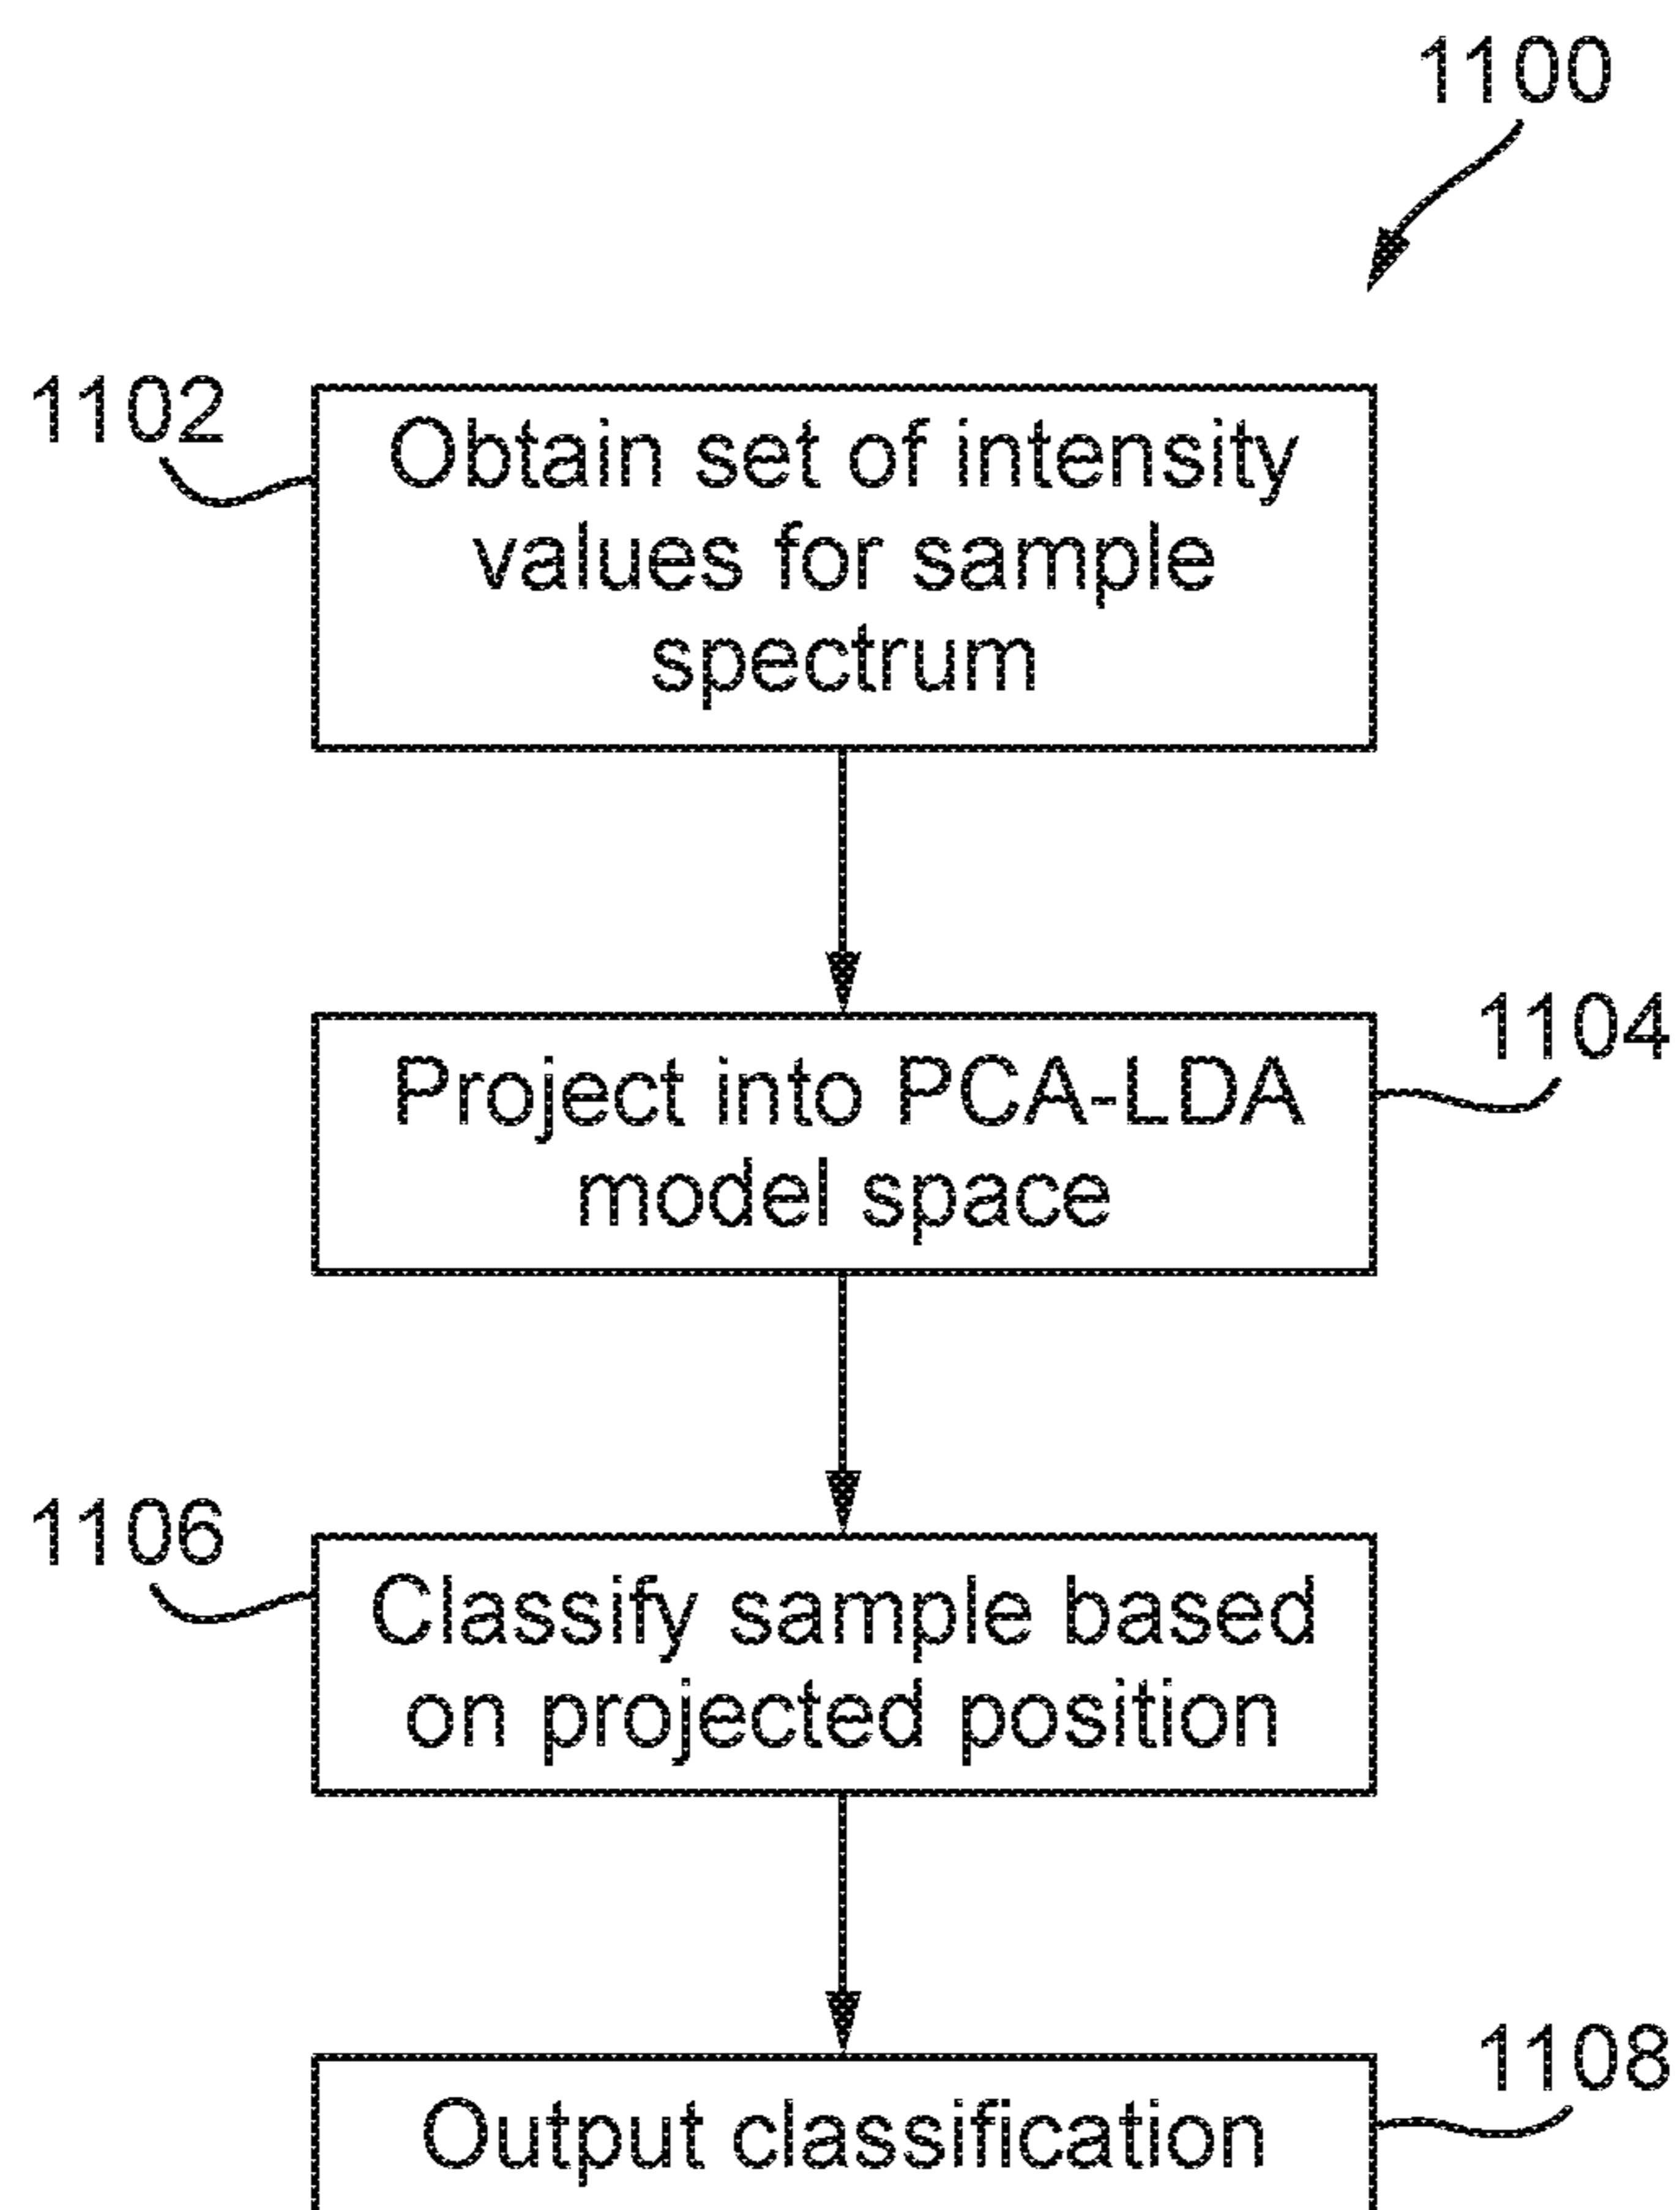 1100
1102
Obtain set of intensity
values for sample
spectrum
1104
Project into PCA-LDA
model space
1106
Classify sample based
on projected position
1108
Output classification